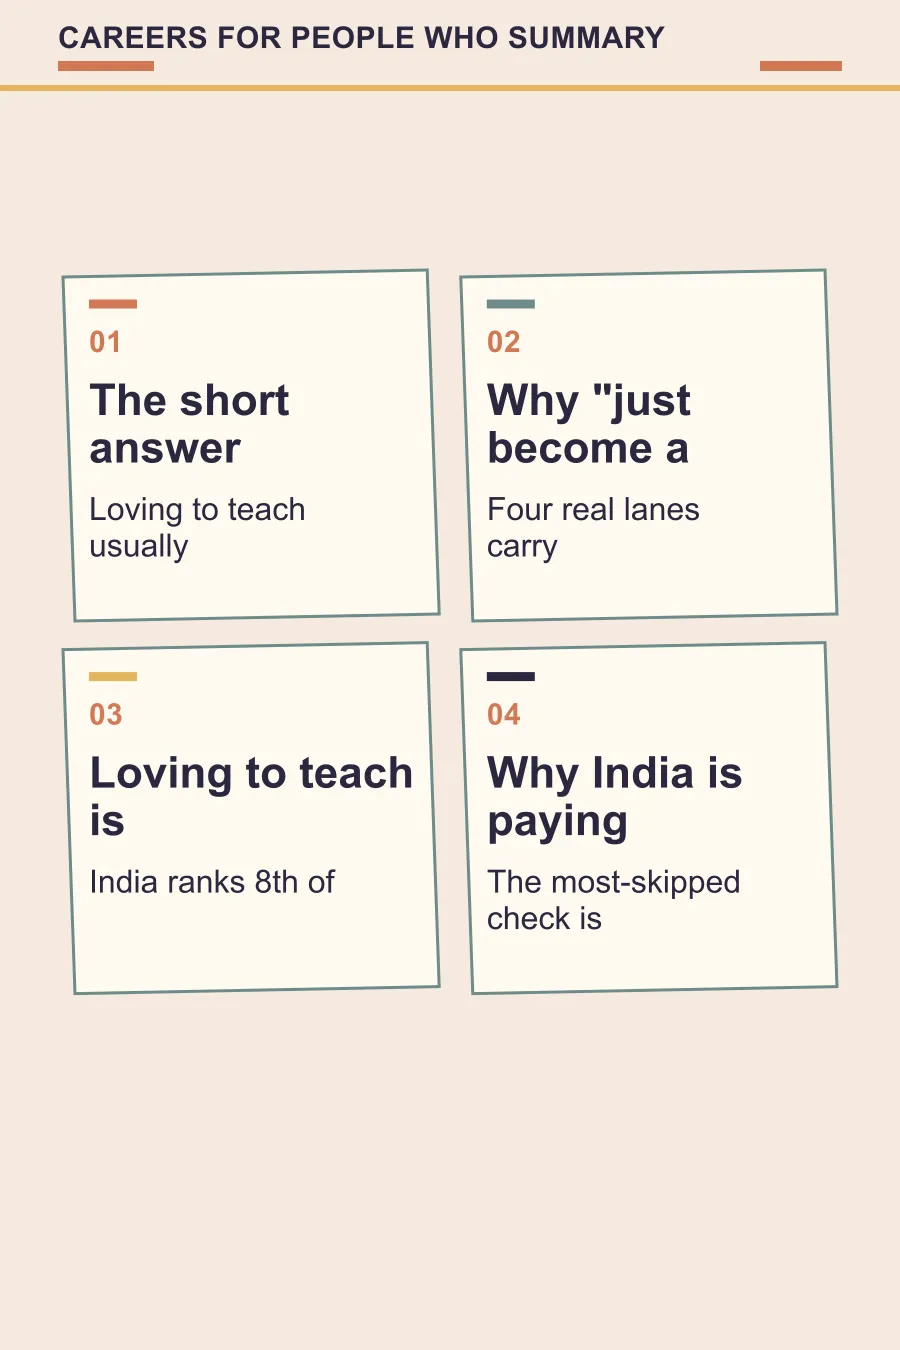 CAREERS FOR PEOPLE WHO SUMMARY
01
The short
answer
Loving to teach
usually
02
Why "just
become a
Four real lanes
carry
03
Loving to teach
is
India ranks 8th of
04
Why India is
paying
The most-skipped
check is